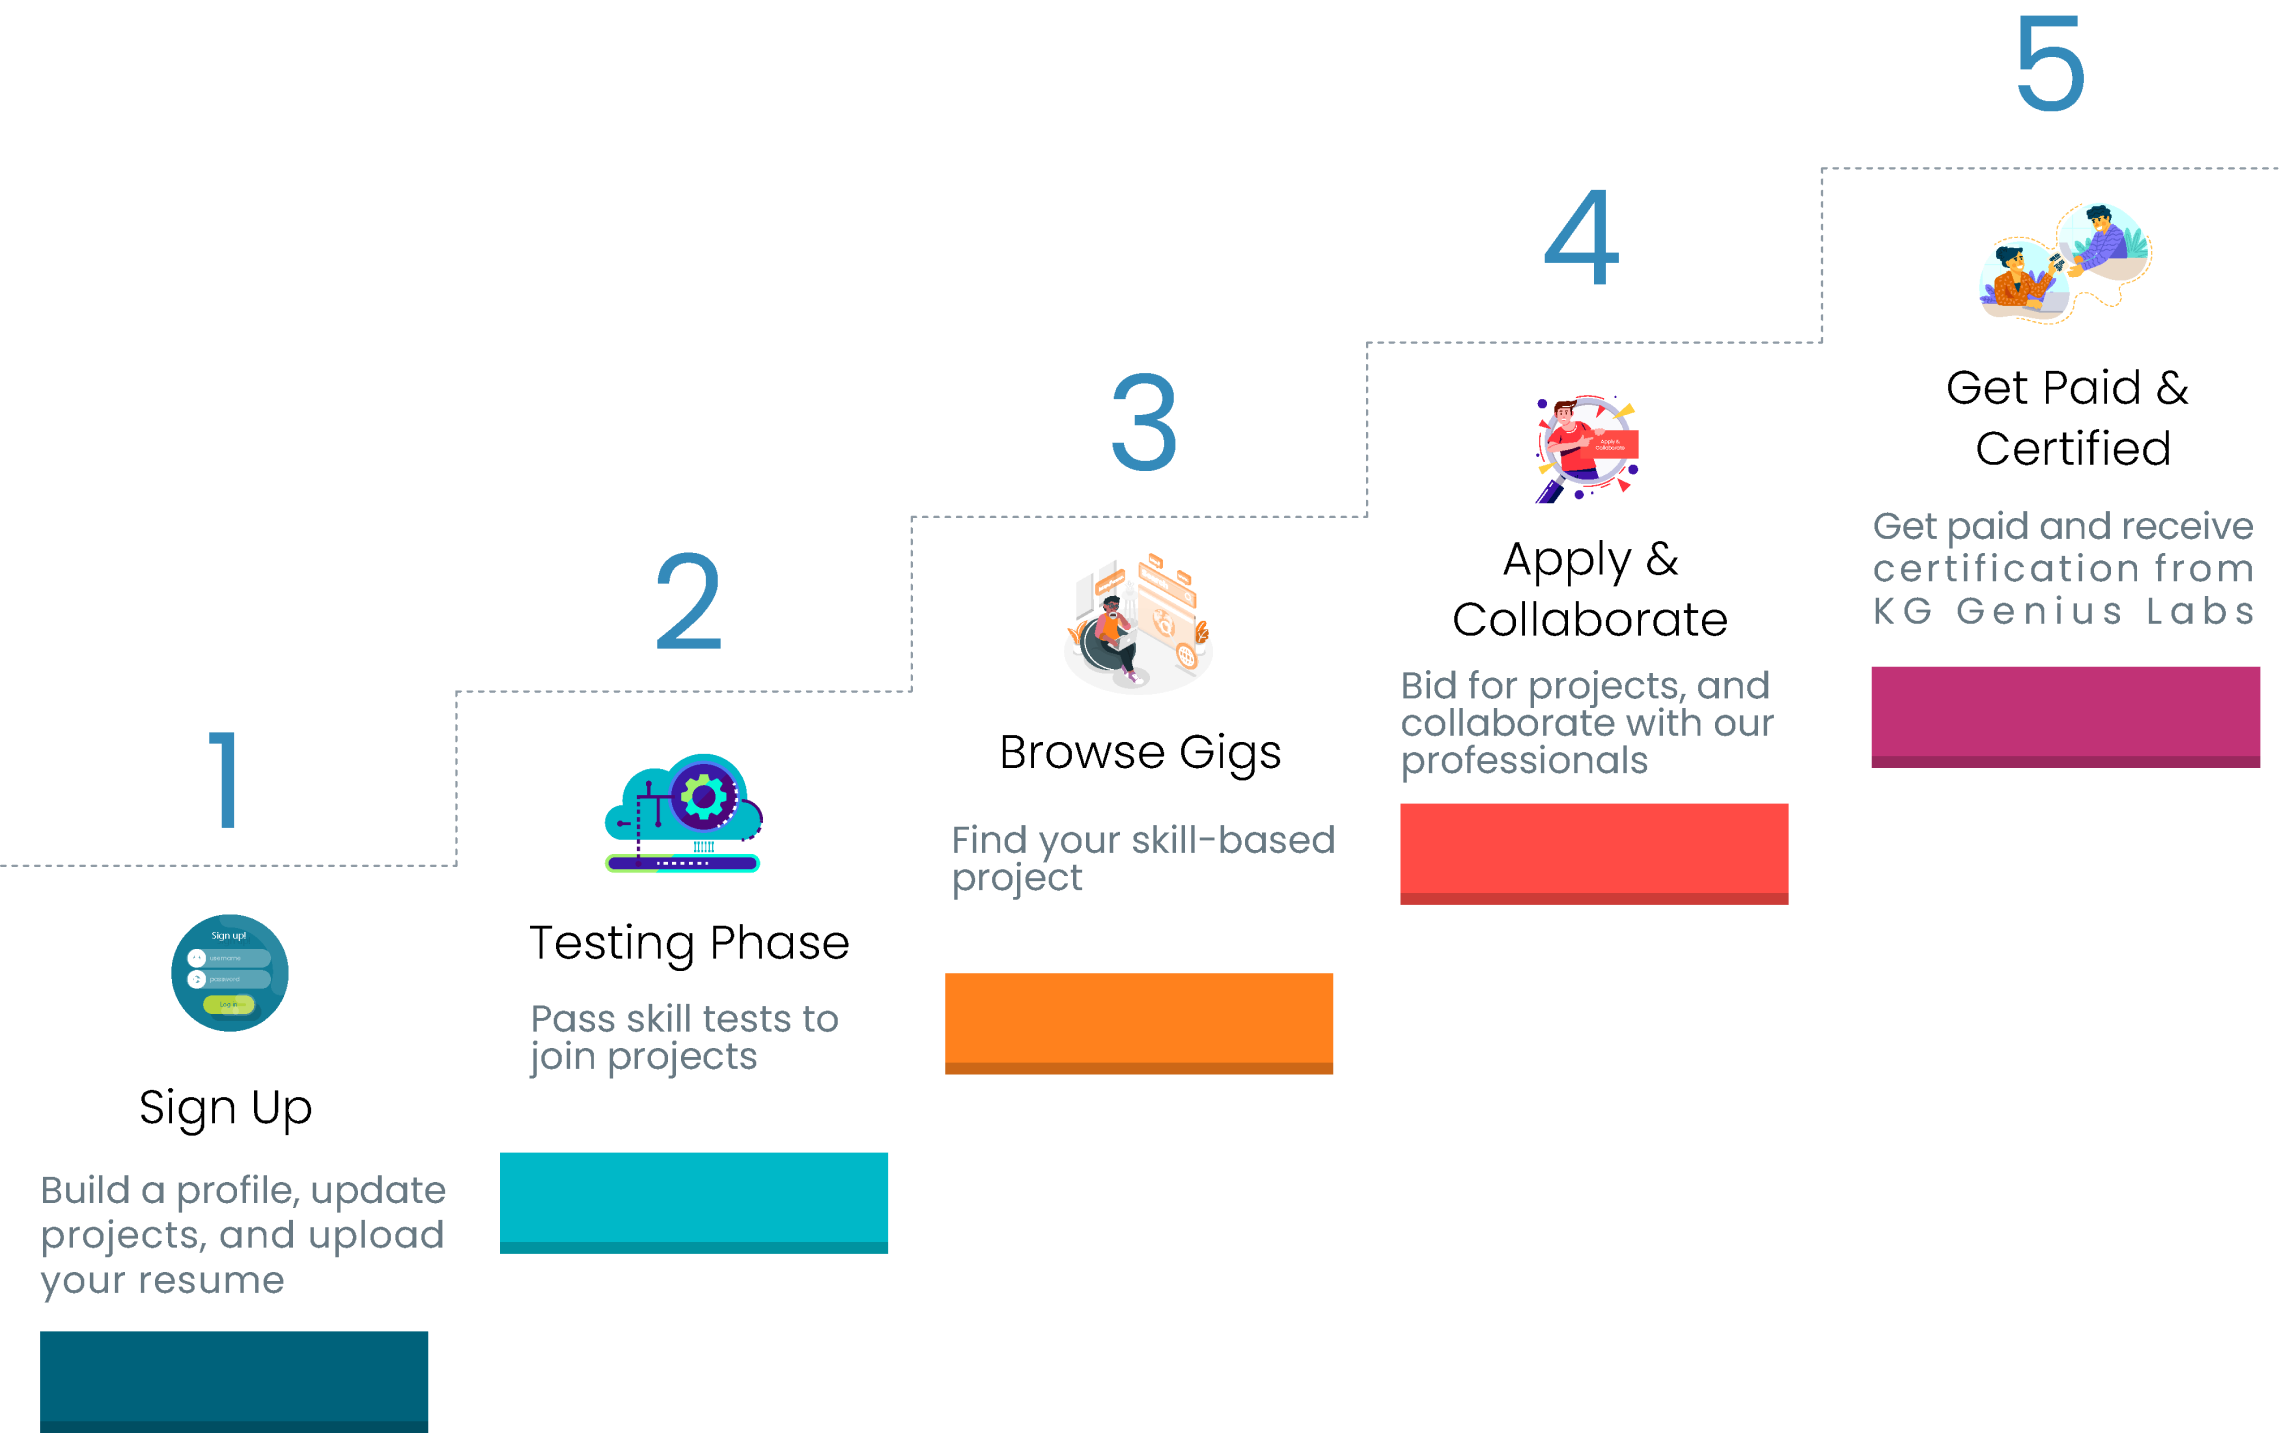 1
Sign up!
username
password
Log in
Sign Up
Build a profile, update
projects, and upload
your resume
2
Testing Phase
Pass skill tests to
join projects
3
Browse Gigs
Find your skill-based
project
4
Apply &
Collaborate
Apply &
Collaborate
Bid for projects, and
collaborate with our
professionals
5
Get Paid &
Certified
Get paid and receive
certification from
KG Genius Labs